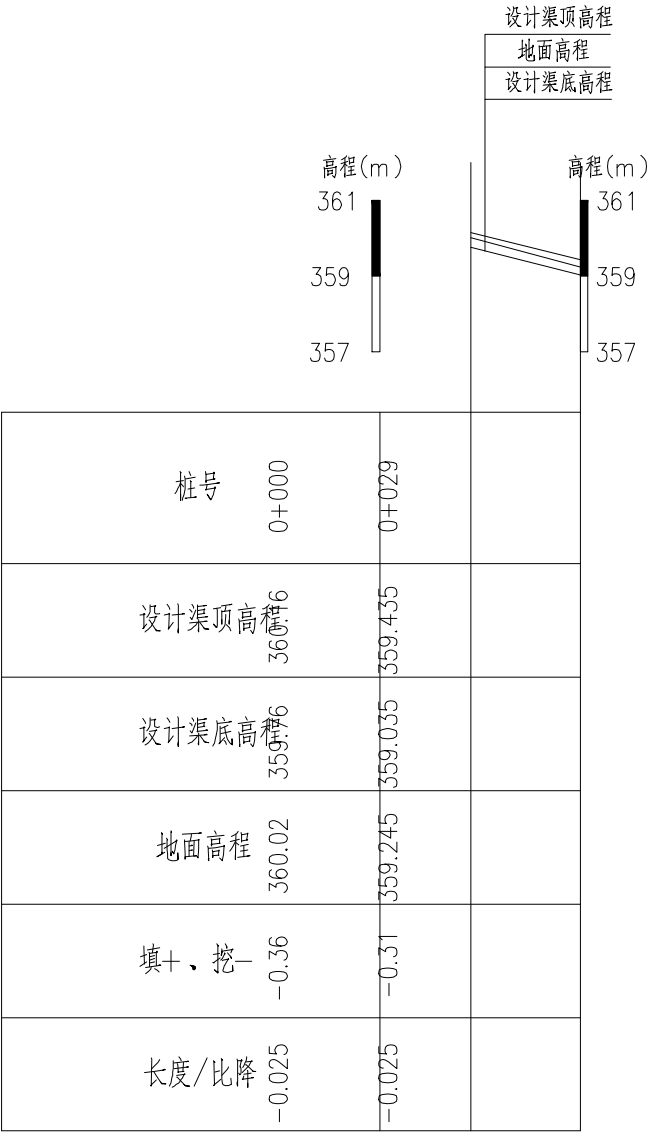 设计渠顶高程
地面高程
设计渠底高程
高程(m)
高程(m)
361
361
359
359
357
357
桩号
0+000
0+029
设计渠顶高程
360.16
359.435
设计渠底高程
359.76
359.035
地面高程
360.02
359.245
填+、挖-
-0.36
-0.31
长度/比降
-0.025
-0.025